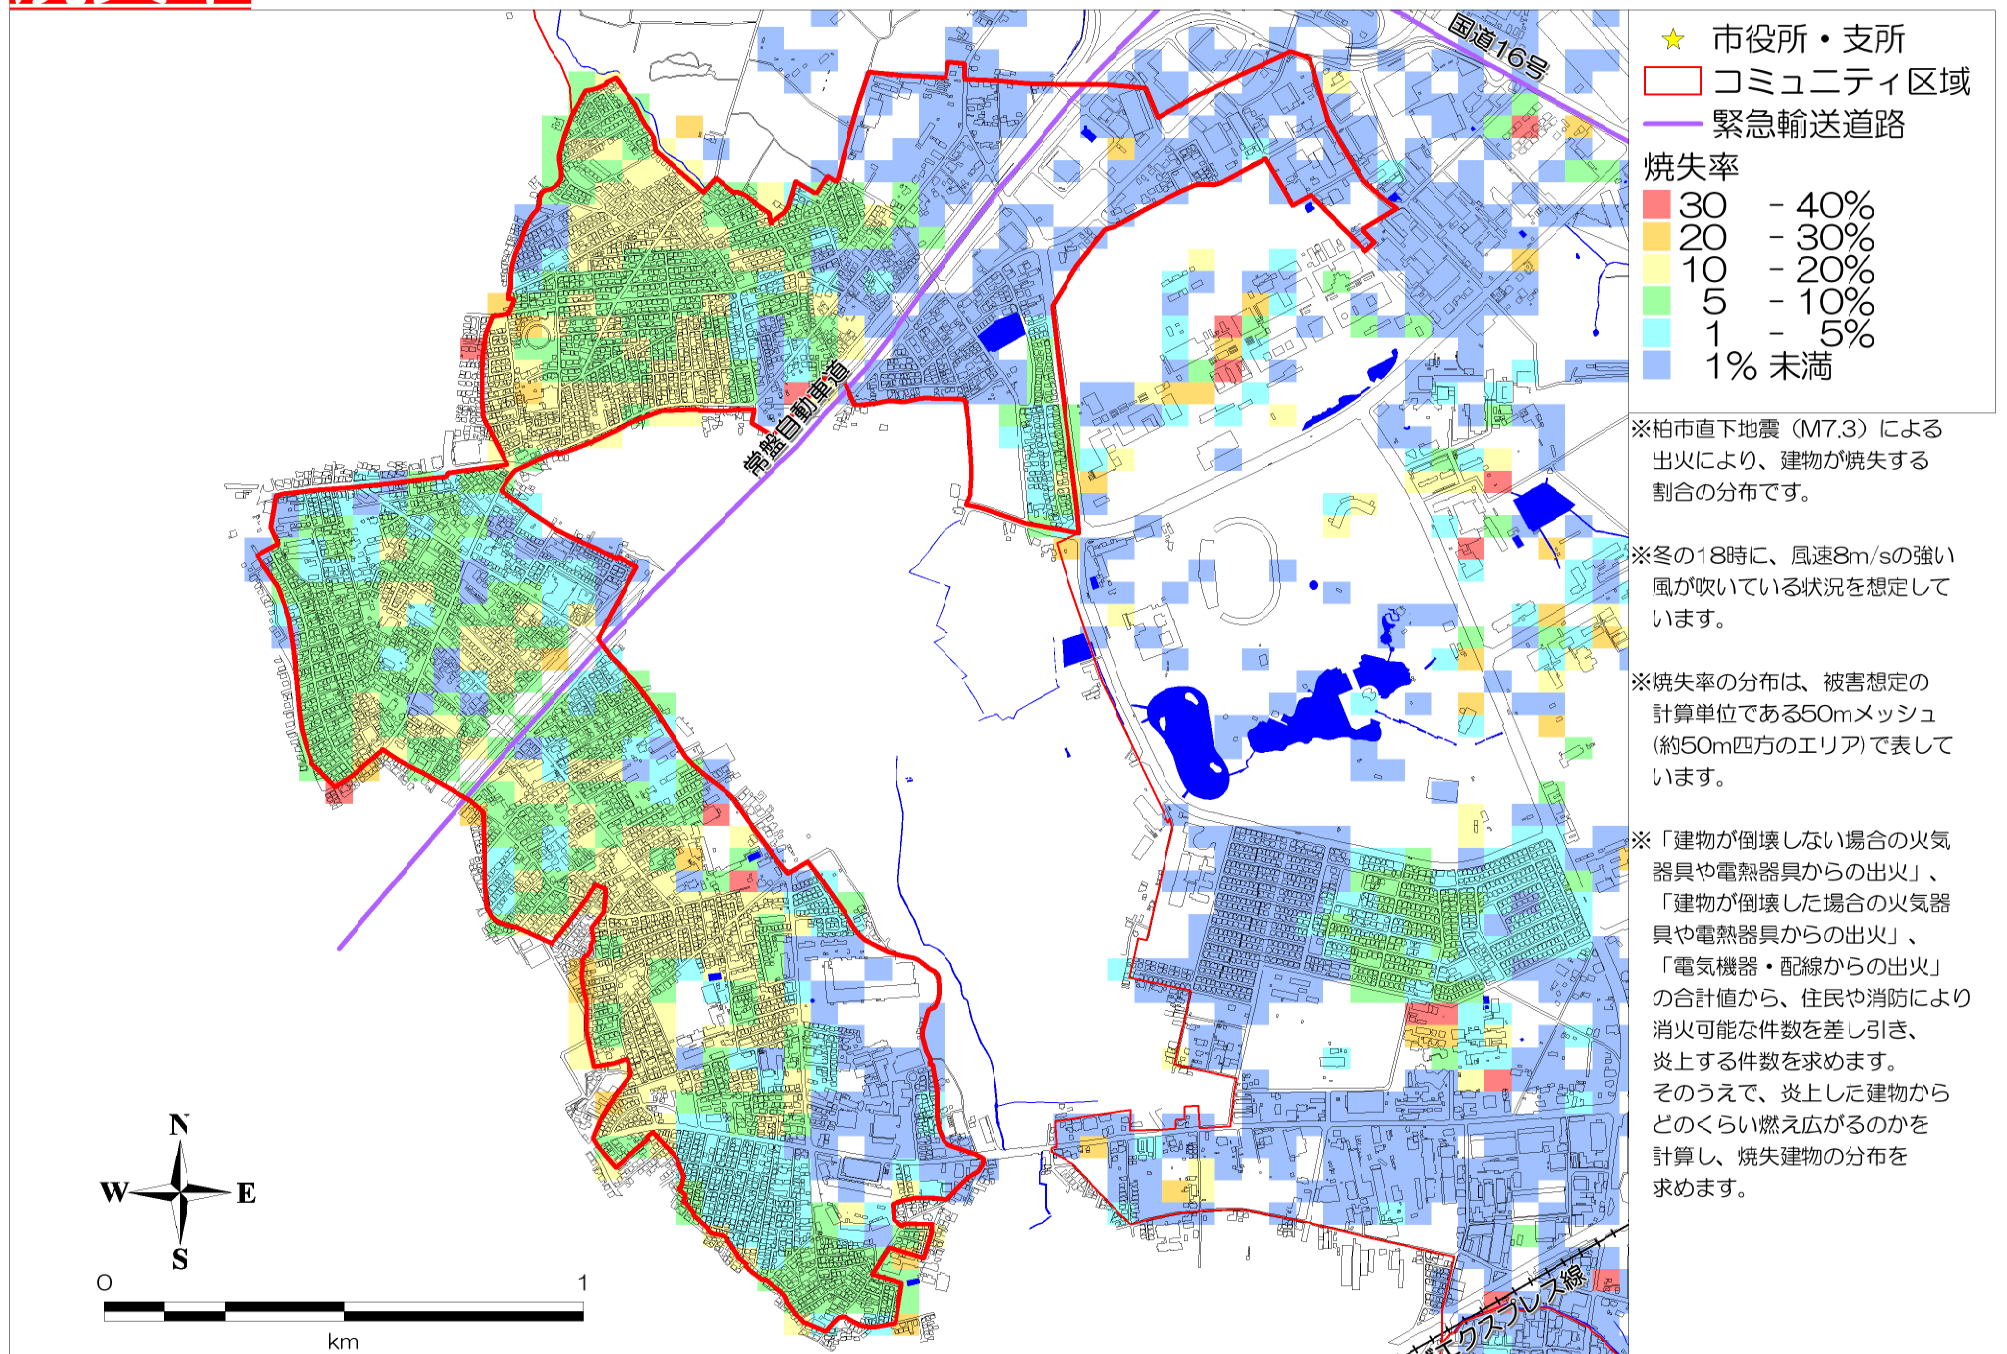 国道16号
常磐自動車道
エクスプレス線
N
W
E
S
0
1
km
市役所・支所
コミュニティ区域
緊急輸送道路
焼失率
30 - 40%
20 - 30%
10 - 20%
5 - 10%
1 - 5%
1% 未満
※柏市直下地震（M7.3）による
出火により、建物が焼失する
割合の分布です。
※冬の18時に、風速8m/sの強い
風が吹いている状況を想定して
います。
※焼失率の分布は、被害想定の
計算単位である50mメッシュ
(約50m四方のエリア)で表して
います。
※「建物が倒壊しない場合の火気
器具や電熱器具からの出火」、
「建物が倒壊した場合の火気器
具や電熱器具からの出火」、
「電気機器・配線からの出火」
の合計値から、住民や消防により
消火可能な件数を差し引き、
炎上する件数を求めます。
そのうえで、炎上した建物から
どのくらい燃え広がるのかを
計算し、焼失建物の分布を
求めます。